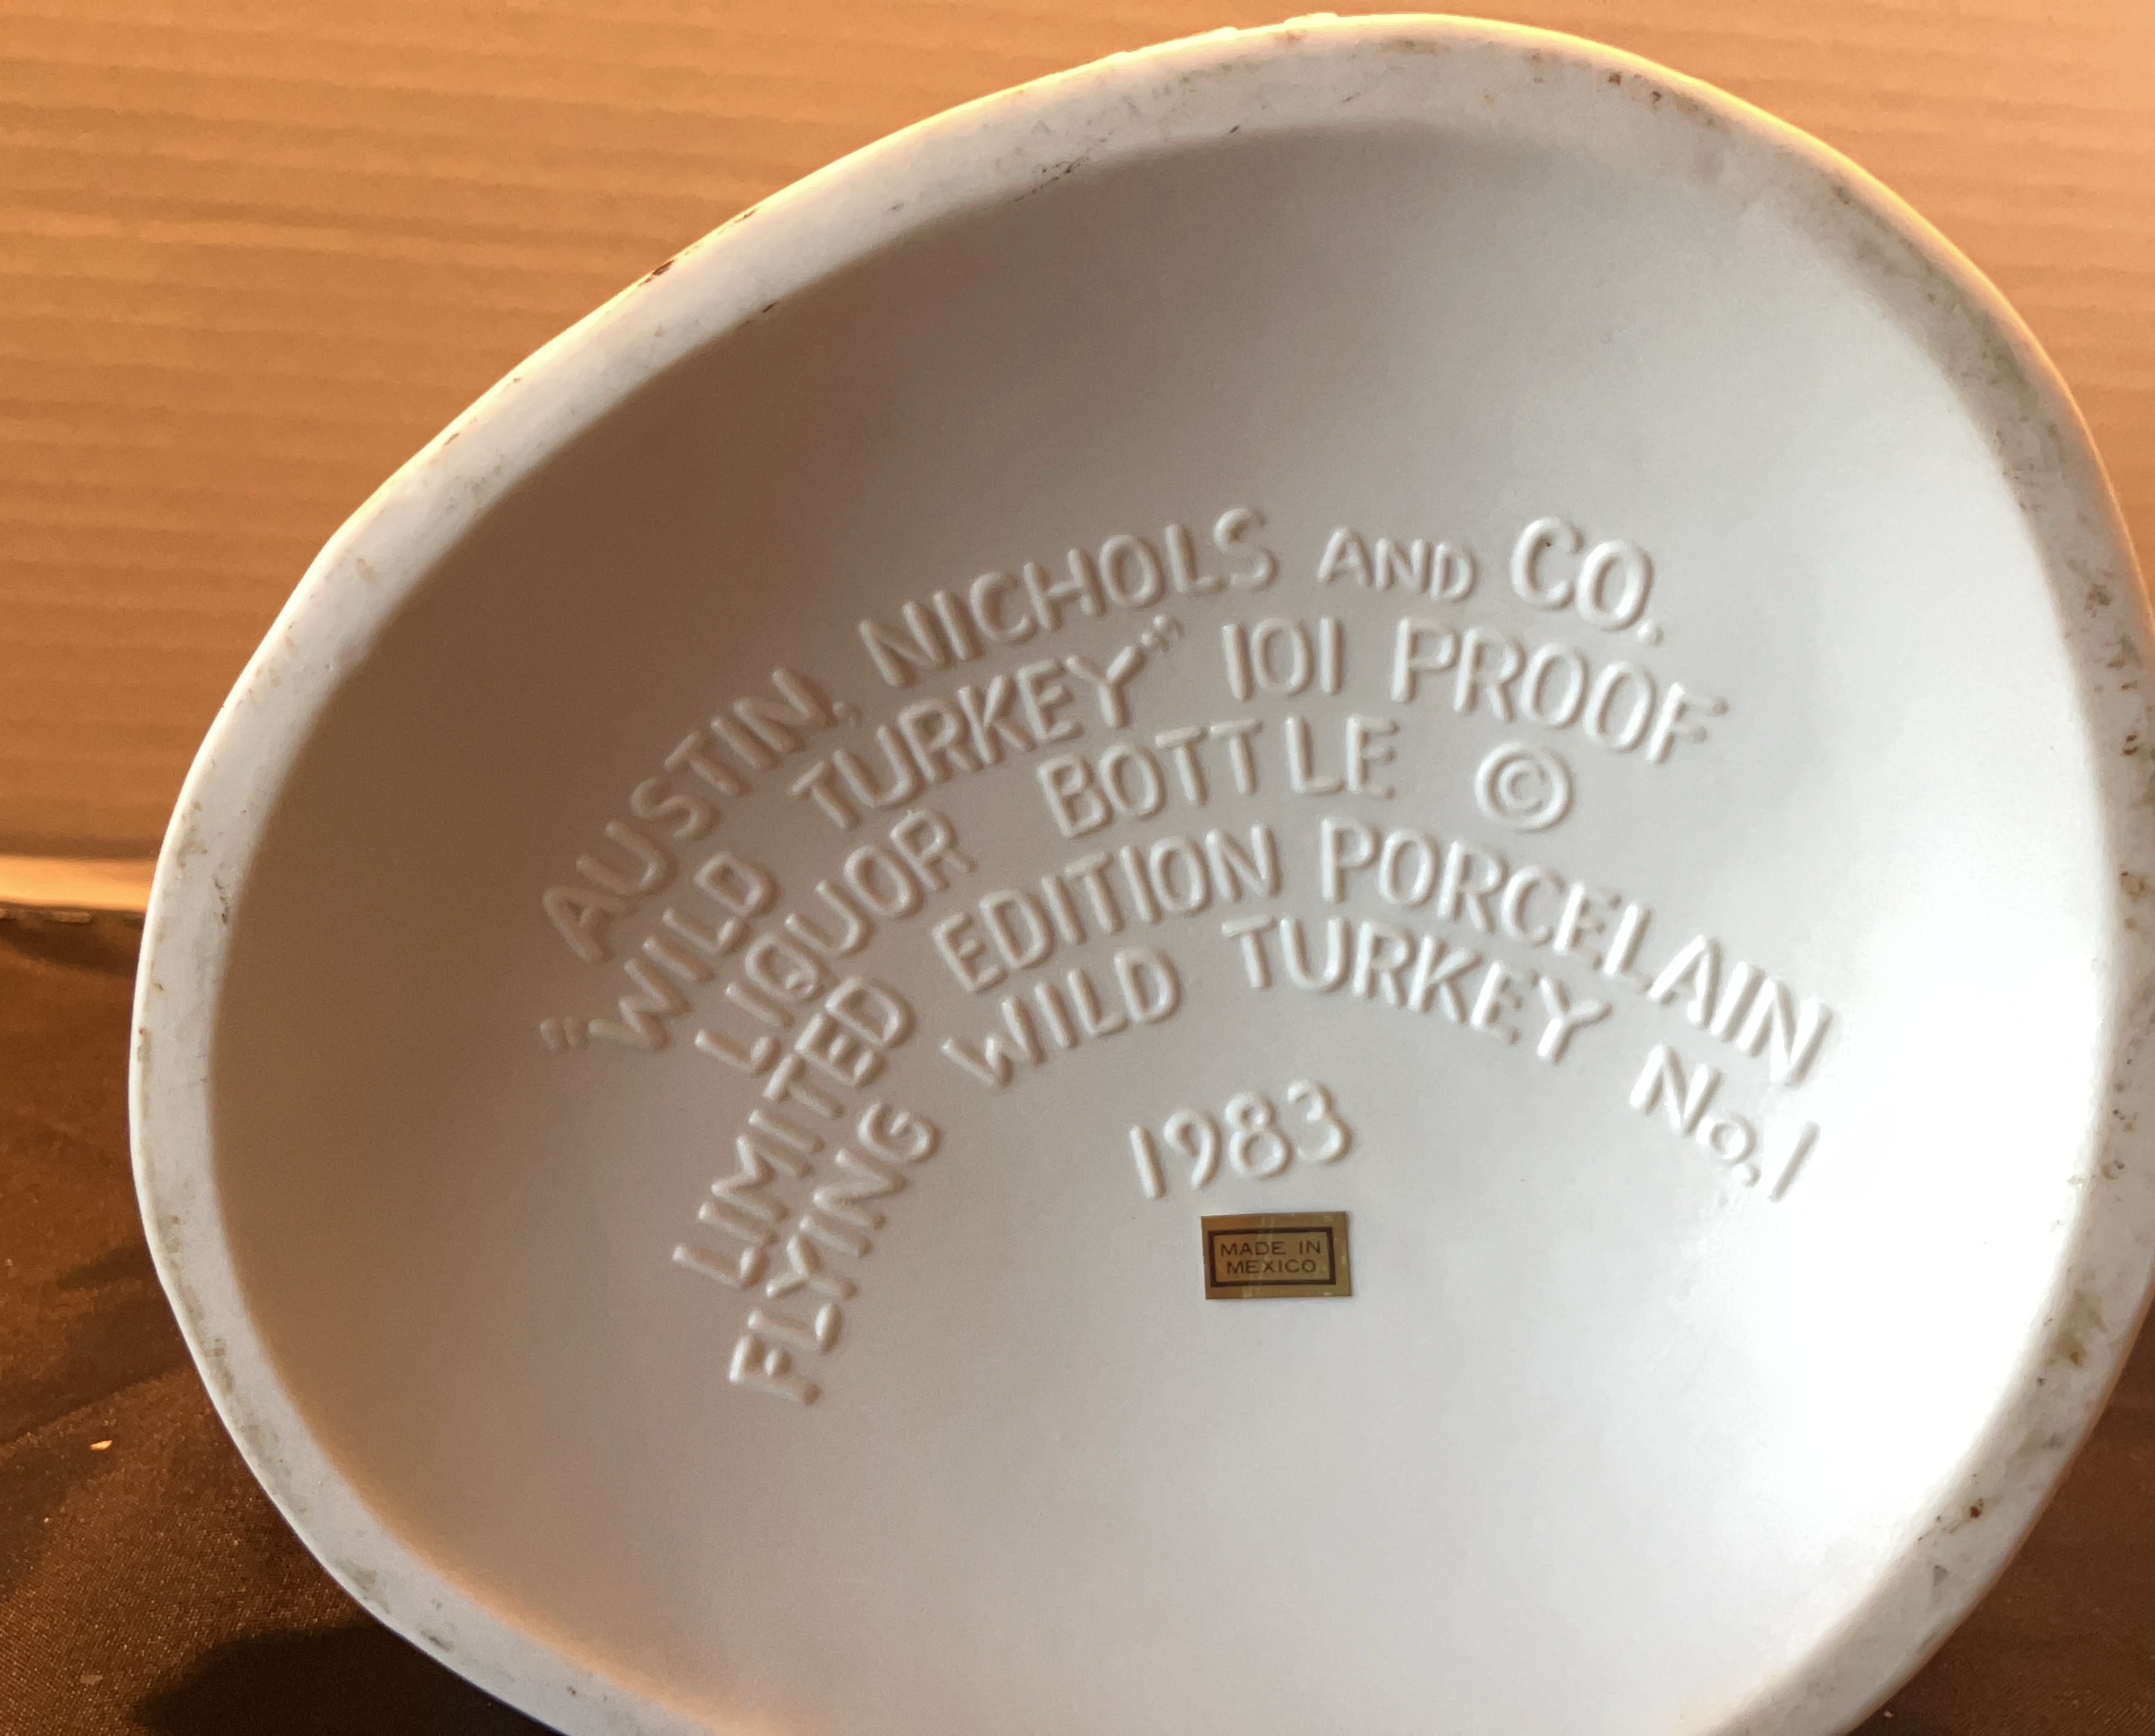 AUSTIN, NICHOLS AND CO.
"WILD TURKEY" 101 PROOF
LIQUOR BOTTLE ©
LIMITED EDITION PORCELAIN
FLYING WILD TURKEY No.1
1983
MADE IN
MEXICO